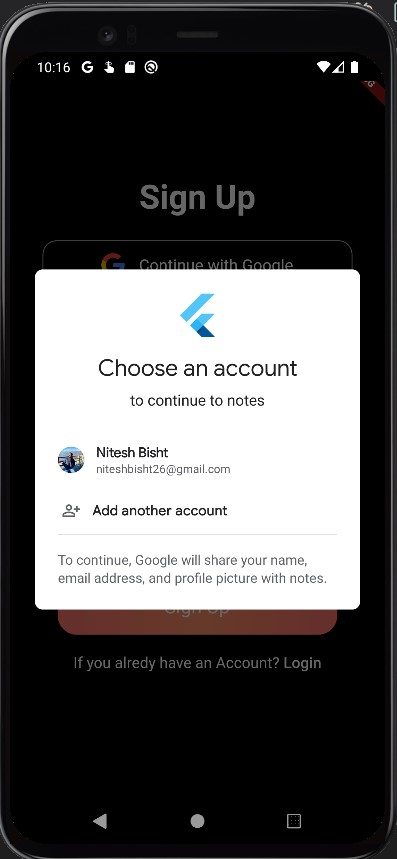 10:16
Sign Up
Continue with Google
Choose an account
to continue to notes
Nitesh Bisht
niteshbisht26@gmail.com
Add another account
To continue, Google will share your name,
email address, and profile picture with notes.
Sign Up
If you alredy have an Account? Login